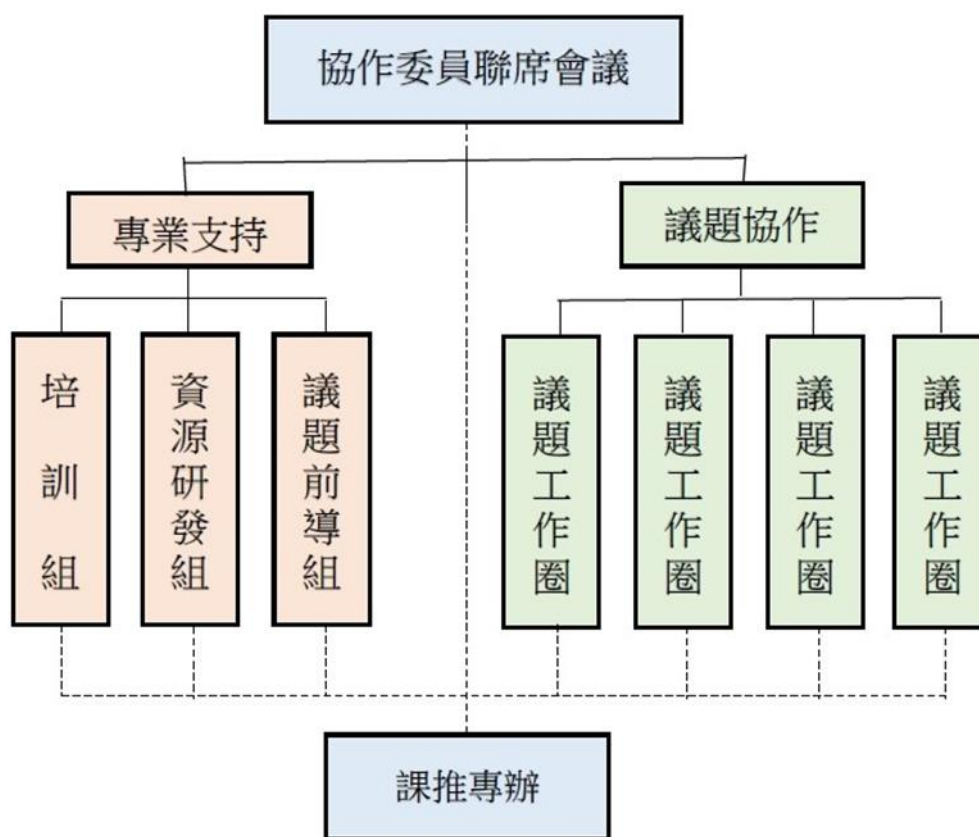 協作委員聯席會議
專業支持
議題協作
培訓組
資源研發組
議題前導組
議題工作圈
議題工作圈
議題工作圈
議題工作圈
課推專辦